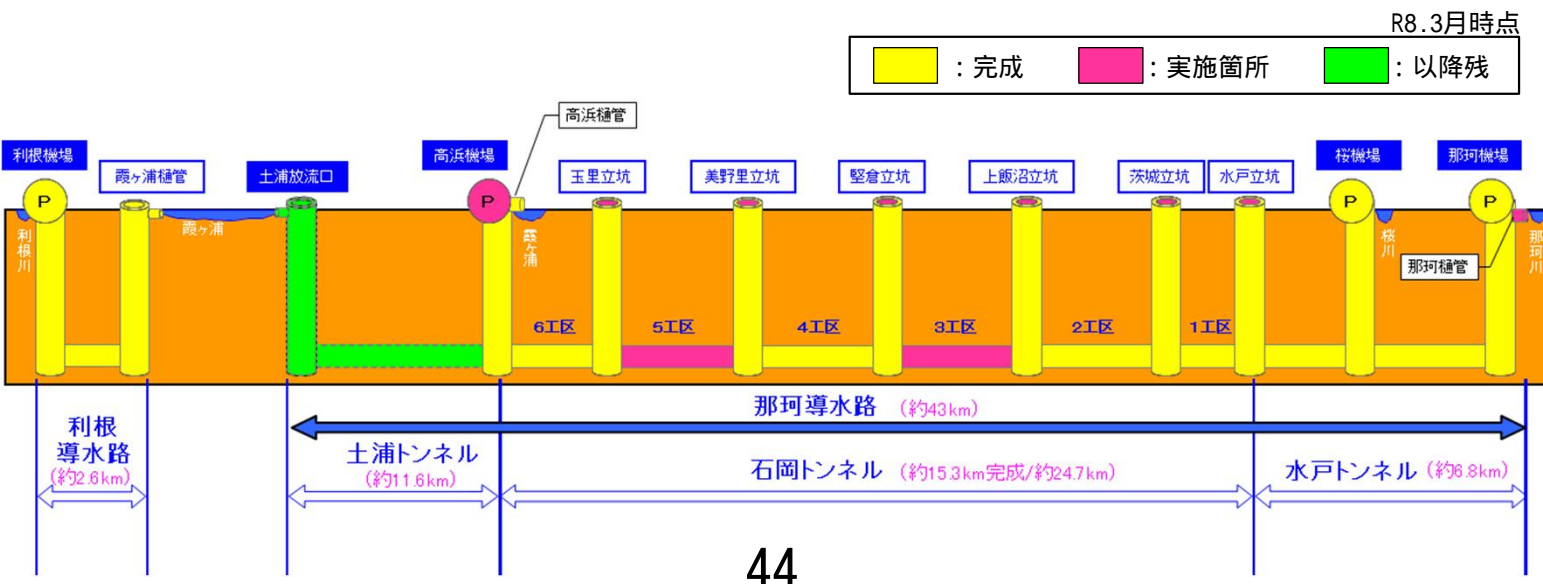 R8.3月時点
：完成
：実施箇所
：以降残
高浜樋管
利根機場
霞ヶ浦樋管
土浦放流口
高浜機場
玉里立坑
美野里立坑
堅倉立坑
上飯沼立坑
茨城立坑
水戸立坑
桜機場
那珂機場
P
P
P
P
利根川
霞ヶ浦
霞ヶ浦
桜川
那珂川
那珂樋管
6工区
5工区
4工区
3工区
2工区
1工区
那珂導水路 （約43km）
利根
導水路
（約2.6km）
土浦トンネル
（約11.6km）
石岡トンネル （約15.3km完成/約24.7km）
水戸トンネル （約6.8km）
44